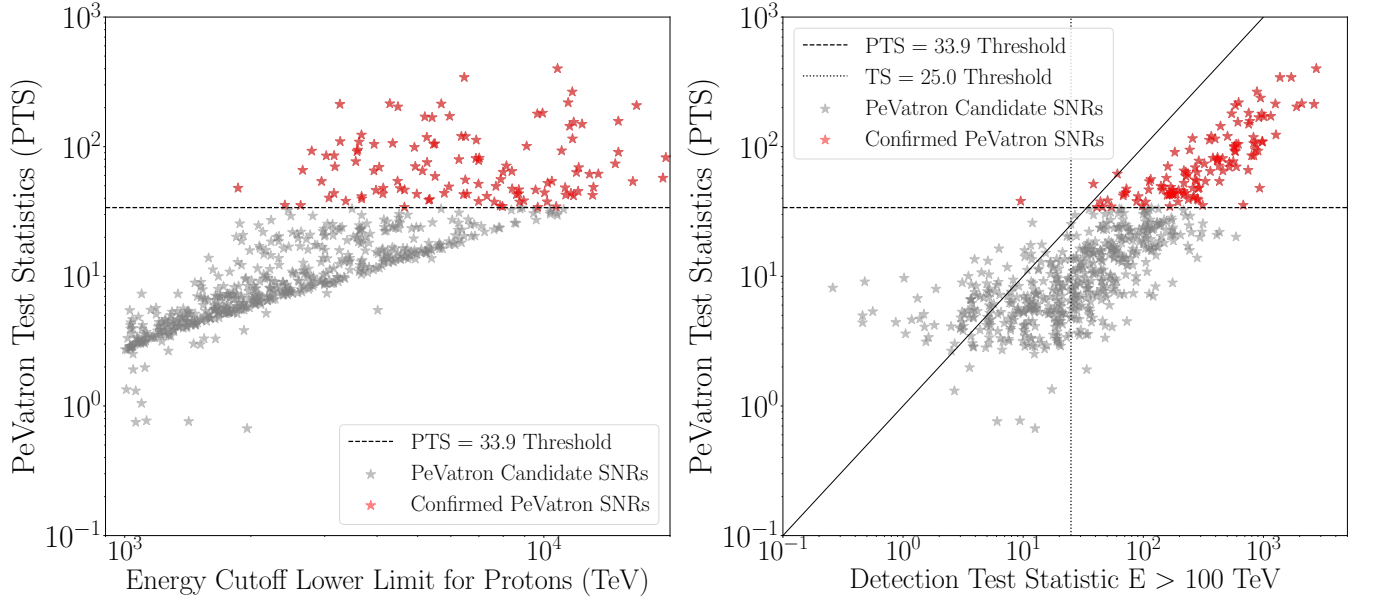 PeVatron Test Statistics (PTS)
10³
10²
10¹
10⁰
10⁻¹
10³
10⁴
Energy Cutoff Lower Limit for Protons (TeV)
PTS = 33.9 Threshold
PeVatron Candidate SNRs
Confirmed PeVatron SNRs
PeVatron Test Statistics (PTS)
10³
10²
10¹
10⁰
10⁻¹
10⁻¹
10⁰
10¹
10²
10³
Detection Test Statistic E > 100 TeV
PTS = 33.9 Threshold
TS = 25.0 Threshold
PeVatron Candidate SNRs
Confirmed PeVatron SNRs